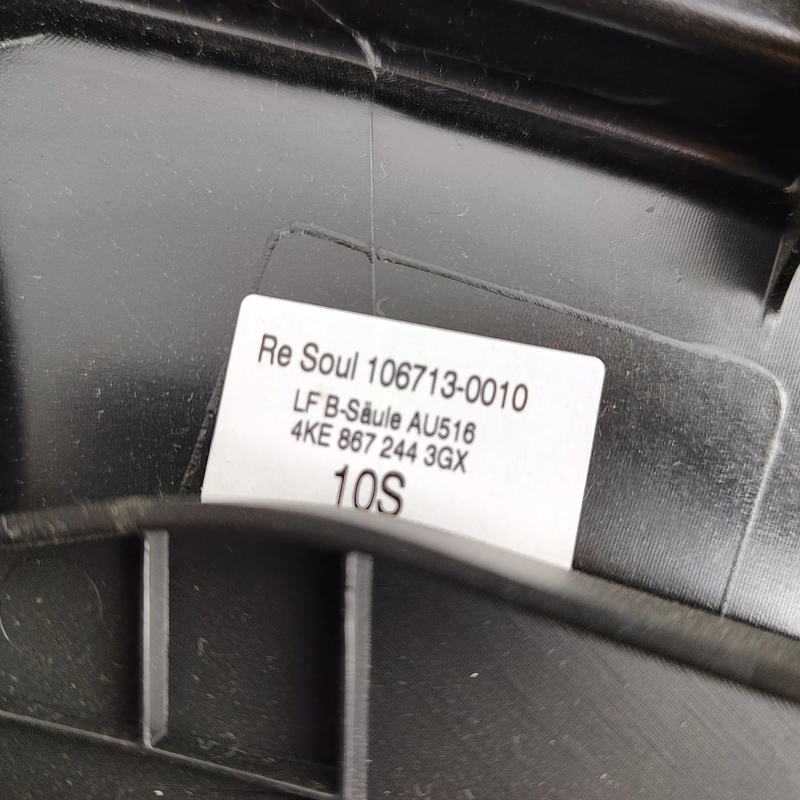 Re Soul 106713-0010
LF B-Säule AU516
4KE 867 244 3GX
10S